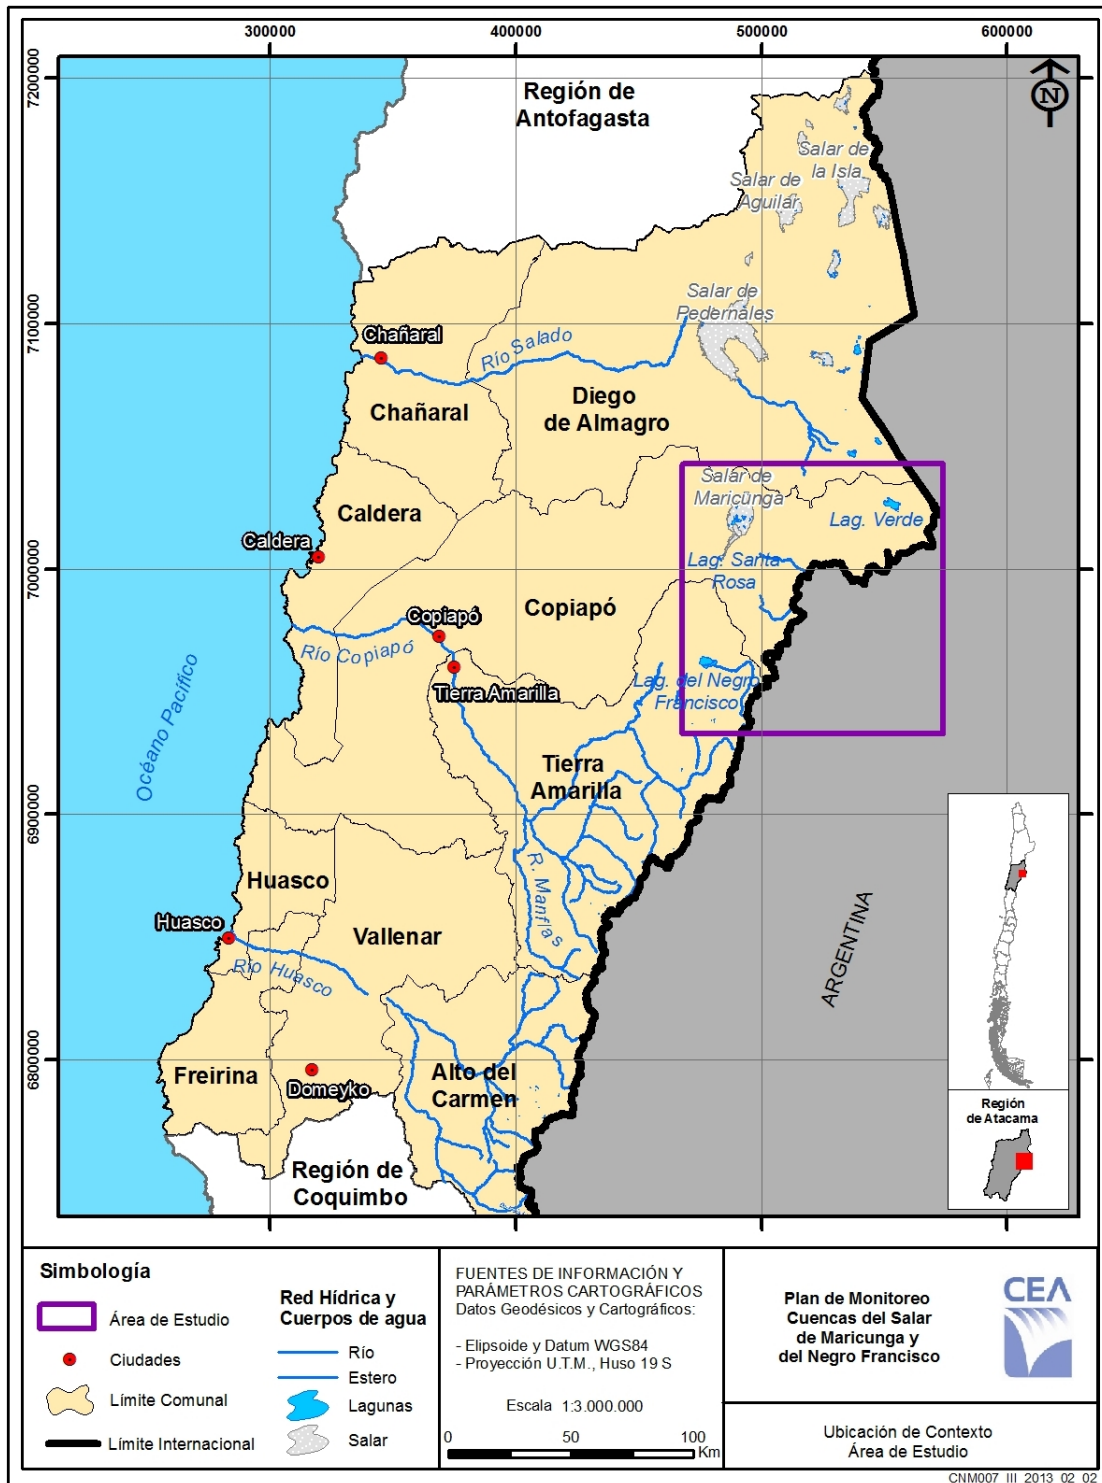 300000
400000
500000
600000
7200000
7100000
7000000
6900000
6800000
N
Región de
Antofagasta
Salar de
la Isla
Salar de
Aguilar
Salar de
Pedernales
Chañaral
Río Salado
Chañaral
Diego
de Almagro
Salar de
Maricunga
Lag. Verde
Caldera
Caldera
Lag. Santa
Rosa
Copiapó
Copiapó
Río Copiapó
Tierra Amarilla
Lag. del Negro
Francisco
Océano Pacífico
Tierra
Amarilla
R. Manflas
Huasco
Huasco
Vallenar
Río Huasco
ARGENTINA
Freirina
Domeyko
Alto del
Carmen
Región de
Coquimbo
Región
de Atacama
Simbología
Área de Estudio
Ciudades
Límite Comunal
Límite Internacional
Red Hídrica y
Cuerpos de agua
Río
Estero
Lagunas
Salar
FUENTES DE INFORMACIÓN Y
PARÁMETROS CARTOGRÁFICOS
Datos Geodésicos y Cartográficos:
- Elipsoide y Datum WGS84
- Proyección U.T.M., Huso 19 S
Escala 1:3.000.000
0 50 100
Km
Plan de Monitoreo
Cuencas del Salar
de Maricunga y
del Negro Francisco
CEA
Ubicación de Contexto
Área de Estudio
CNM007_III_2013_02_02